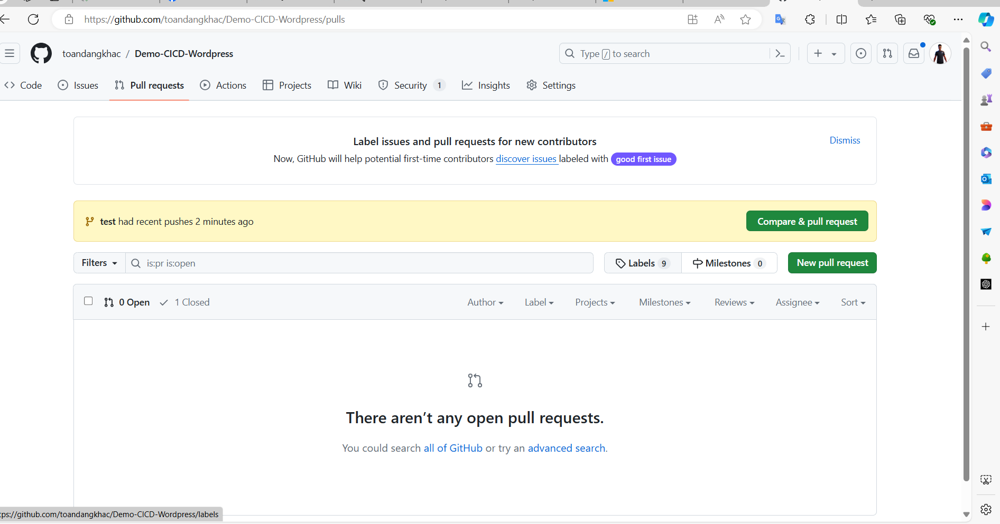 https://github.com/toandangkhac/Demo-CICD-Wordpress/pulls
toandangkhac / Demo-CICD-Wordpress
Type / to search
Code Issues Pull requests Actions Projects Wiki Security 1 Insights Settings
Label issues and pull requests for new contributors
Dismiss
Now, GitHub will help potential first-time contributors discover issues labeled with good first issue
test had recent pushes 2 minutes ago
Compare & pull request
Filters is:pr is:open Labels 9 Milestones 0 New pull request
0 Open 1 Closed Author Label Projects Milestones Reviews Assignee Sort
There aren’t any open pull requests.
You could search all of GitHub or try an advanced search.
tps://github.com/toandangkhac/Demo-CICD-Wordpress/labels